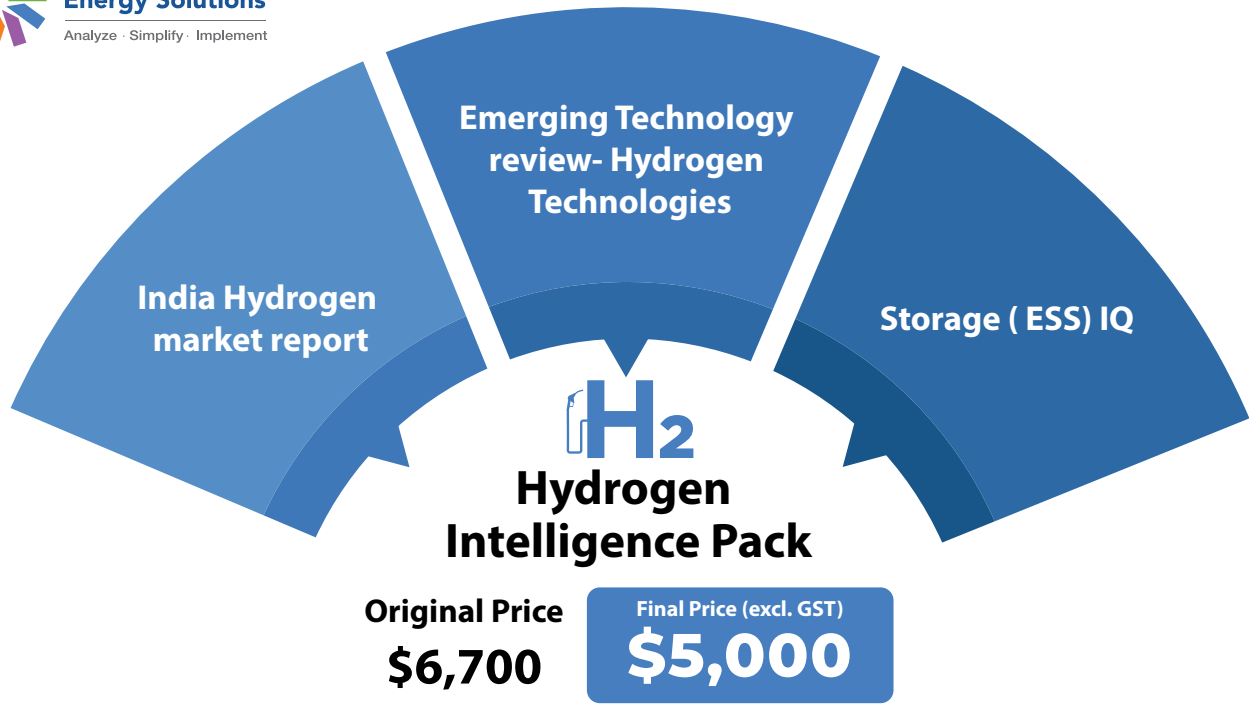 Energy Solutions
Analyze · Simplify · Implement
Emerging Technology
review- Hydrogen
Technologies
India Hydrogen
market report
Storage ( ESS) IQ
H2
Hydrogen
Intelligence Pack
Original Price
$6,700
Final Price (excl. GST)
$5,000